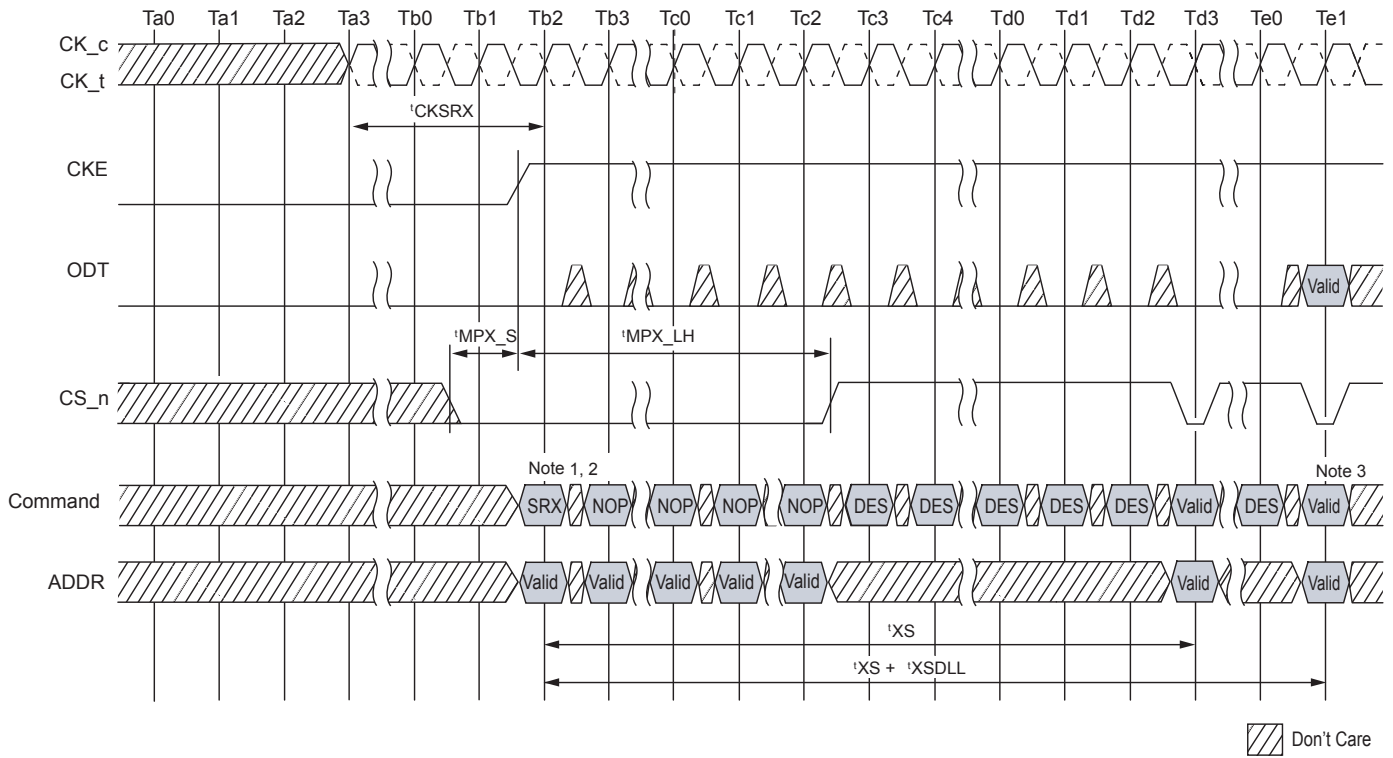 Ta0 Ta1 Ta2 Ta3 Tb0 Tb1 Tb2 Tb3 Tc0 Tc1 Tc2 Tc3 Tc4 Td0 Td1 Td2 Td3 Te0 Te1
CK_c
CK_t
tCKSRX
CKE
ODT
Valid
tMPX_S tMPX_LH
CS_n
Note 1, 2 Note 3
Command SRX NOP NOP NOP NOP DES DES DES DES DES Valid DES Valid
ADDR Valid Valid Valid Valid Valid Valid Valid
tXS
tXS + tXSDLL
Don't Care